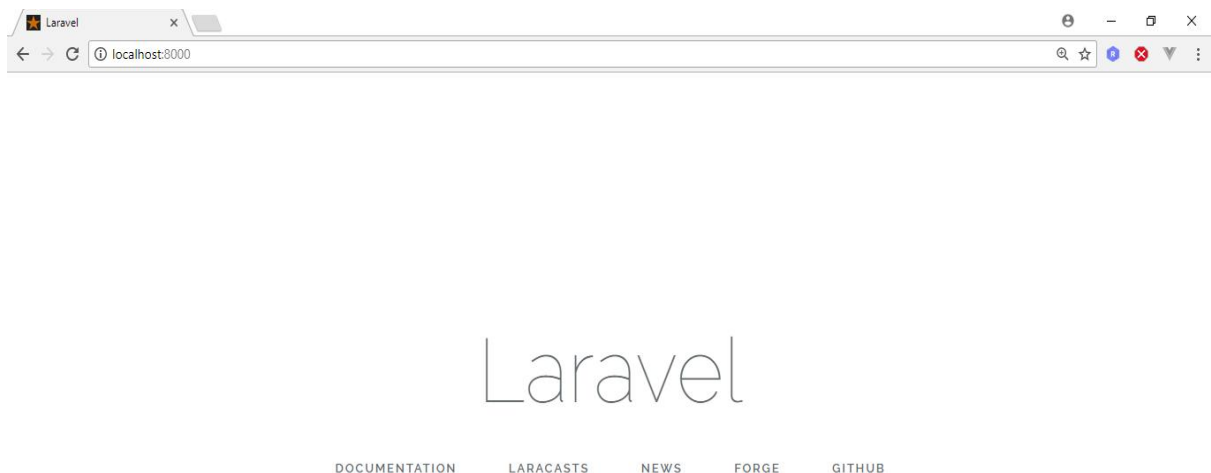 Laravel
localhost:8000
Laravel
DOCUMENTATION LARACASTS NEWS FORGE GITHUB